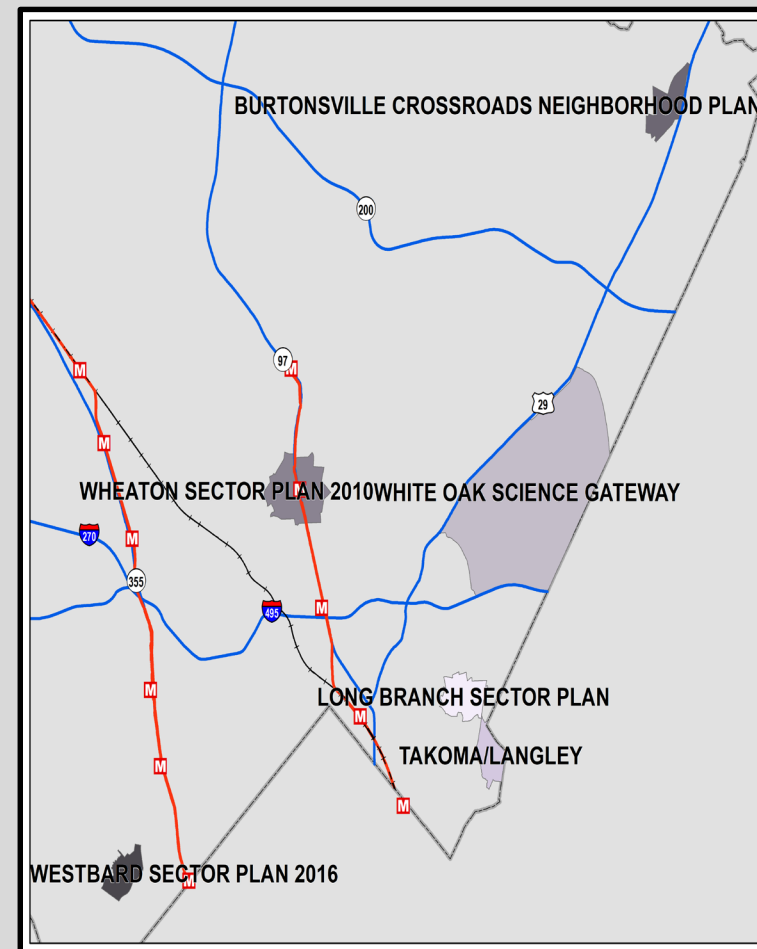 BURTONSVILLE CROSSROADS NEIGHBORHOOD PLAN
200
97
M
M
29
M
WHEATON SECTOR PLAN 2010
M
WHITE OAK SCIENCE GATEWAY
270
M
355
495
M
M
LONG BRANCH SECTOR PLAN
M
TAKOMA/LANGLEY
M
M
WESTBARD SECTOR PLAN 2016
M